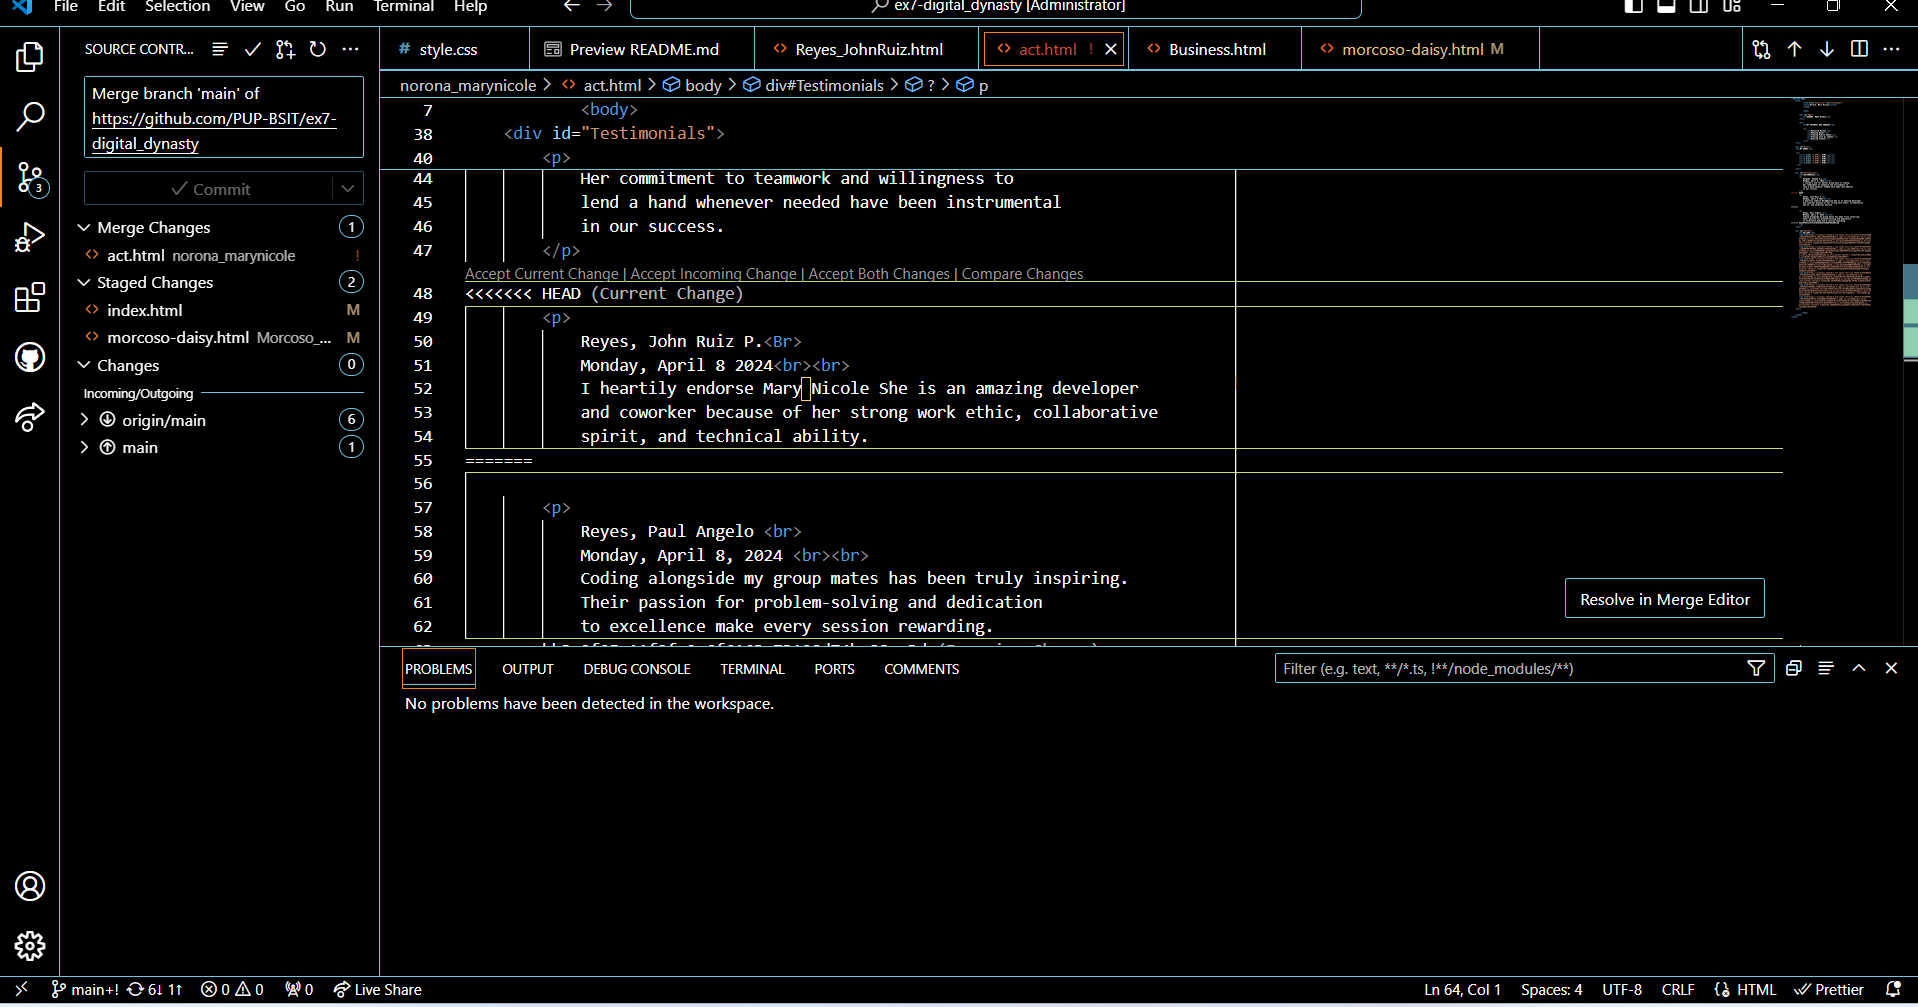 File Edit Selection View Go Run Terminal Help
ex7-digital_dynasty [Administrator]
SOURCE CONTR...
Merge branch 'main' of
https://github.com/PUP-BSIT/ex7-
digital_dynasty
Commit
Merge Changes 1
act.html norona_marynicole !
Staged Changes 2
index.html M
morcoso-daisy.html Morcoso_... M
Changes 0
Incoming/Outgoing
origin/main 6
main 1
3
# style.css
Preview README.md
Reyes_JohnRuiz.html
act.html !
Business.html
morcoso-daisy.html M
norona_marynicole > act.html > body > div#Testimonials > ? > p
7 <body>
38 <div id="Testimonials">
40 <p>
44 Her commitment to teamwork and willingness to
45 lend a hand whenever needed have been instrumental
46 in our success.
47 </p>
Accept Current Change | Accept Incoming Change | Accept Both Changes | Compare Changes
48 <<<<<<< HEAD (Current Change)
49 <p>
50 Reyes, John Ruiz P.<Br>
51 Monday, April 8 2024<br><br>
52 I heartily endorse Mary Nicole She is an amazing developer
53 and coworker because of her strong work ethic, collaborative
54 spirit, and technical ability.
55 =======
56
57 <p>
58 Reyes, Paul Angelo <br>
59 Monday, April 8, 2024 <br><br>
60 Coding alongside my group mates has been truly inspiring.
61 Their passion for problem-solving and dedication
62 to excellence make every session rewarding.
Resolve in Merge Editor
PROBLEMS OUTPUT DEBUG CONSOLE TERMINAL PORTS COMMENTS
Filter (e.g. text, **/*.ts, !**/node_modules/**)
No problems have been detected in the workspace.
main+! 6↓ 1↑ 0 0 0 Live Share
Ln 64, Col 1 Spaces: 4 UTF-8 CRLF HTML Prettier